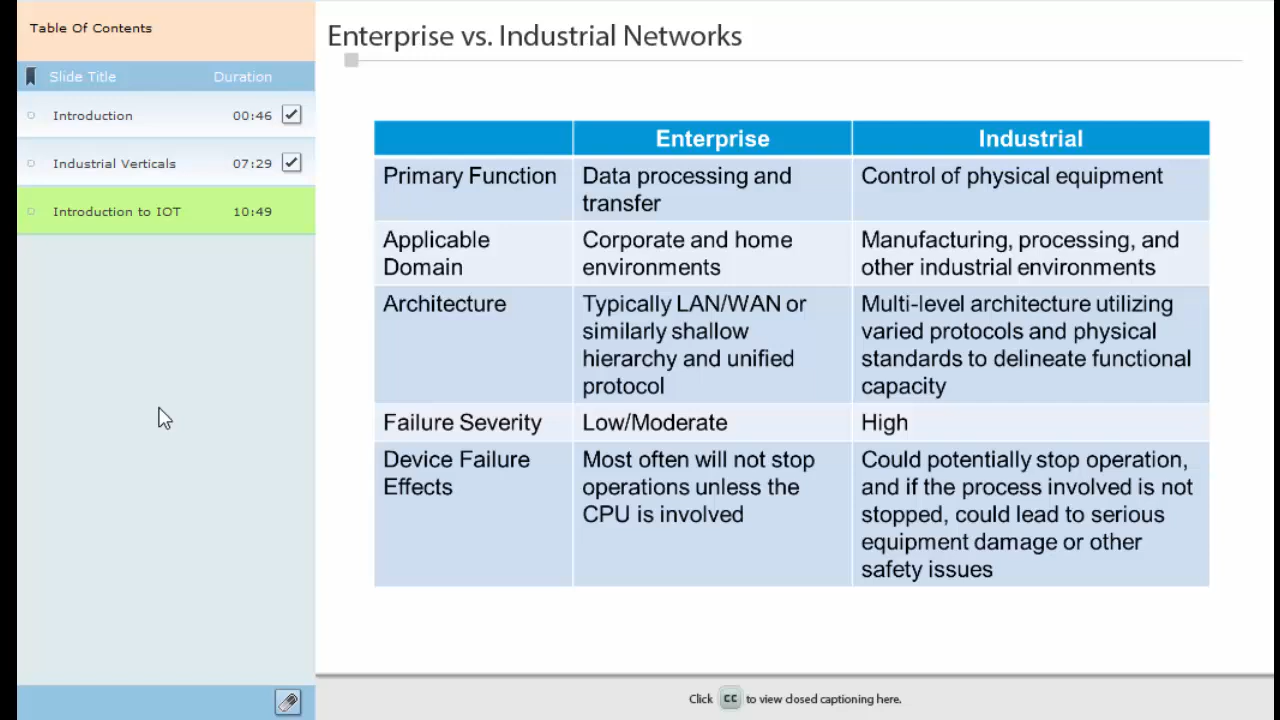 Table Of Contents
Slide Title Duration
Introduction 00:46
Industrial Verticals 07:29
Introduction to IOT 10:49
Enterprise vs. Industrial Networks
Enterprise Industrial
Primary Function
Data processing and
transfer
Control of physical equipment
Applicable
Domain
Corporate and home
environments
Manufacturing, processing, and
other industrial environments
Architecture
Typically LAN/WAN or
similarly shallow
hierarchy and unified
protocol
Multi-level architecture utilizing
varied protocols and physical
standards to delineate functional
capacity
Failure Severity
Low/Moderate
High
Device Failure
Effects
Most often will not stop
operations unless the
CPU is involved
Could potentially stop operation,
and if the process involved is not
stopped, could lead to serious
equipment damage or other
safety issues
Click CC to view closed captioning here.